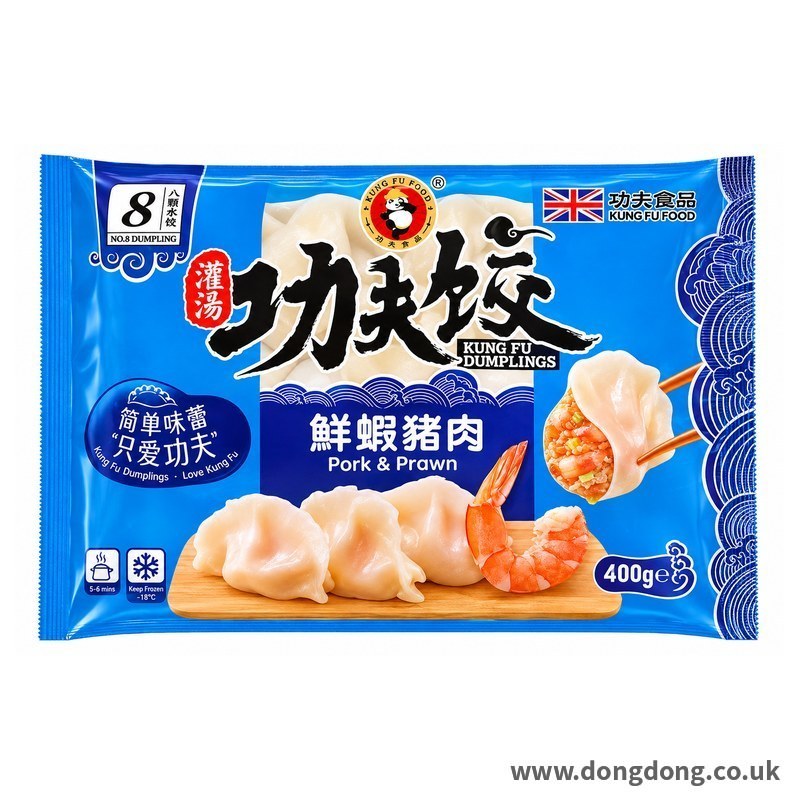 8
八顆水饺
NO.8 DUMPLING
KUNG FU FOOD
功夫食品
®
功夫食品
KUNG FU FOOD
灌湯
功夫饺
KUNG FU
DUMPLINGS
鮮蝦豬肉
Pork & Prawn
简单味蕾
“只爱功夫”
Kung Fu Dumplings · Love Kung Fu
5-6 mins
Keep Frozen
-18°C
400g℮
www.dongdong.co.uk